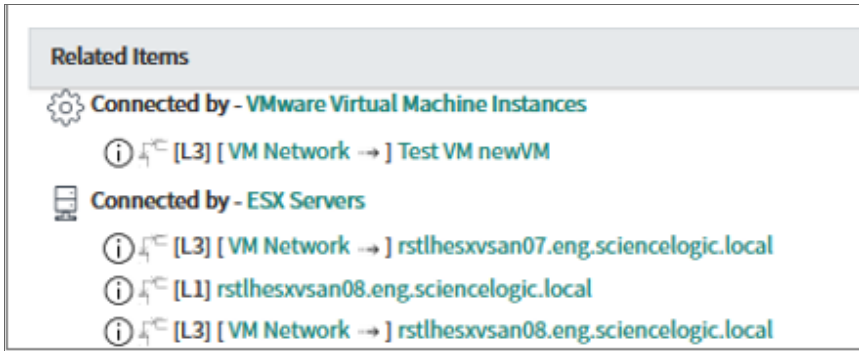 Related Items
Connected by - VMware Virtual Machine Instances
[L3] [ VM Network → ] Test VM newVM
Connected by - ESX Servers
[L3] [ VM Network → ] rstlhesxvsan07.eng.sciencelogic.local
[L1] rstlhesxvsan08.eng.sciencelogic.local
[L3] [ VM Network → ] rstlhesxvsan08.eng.sciencelogic.local